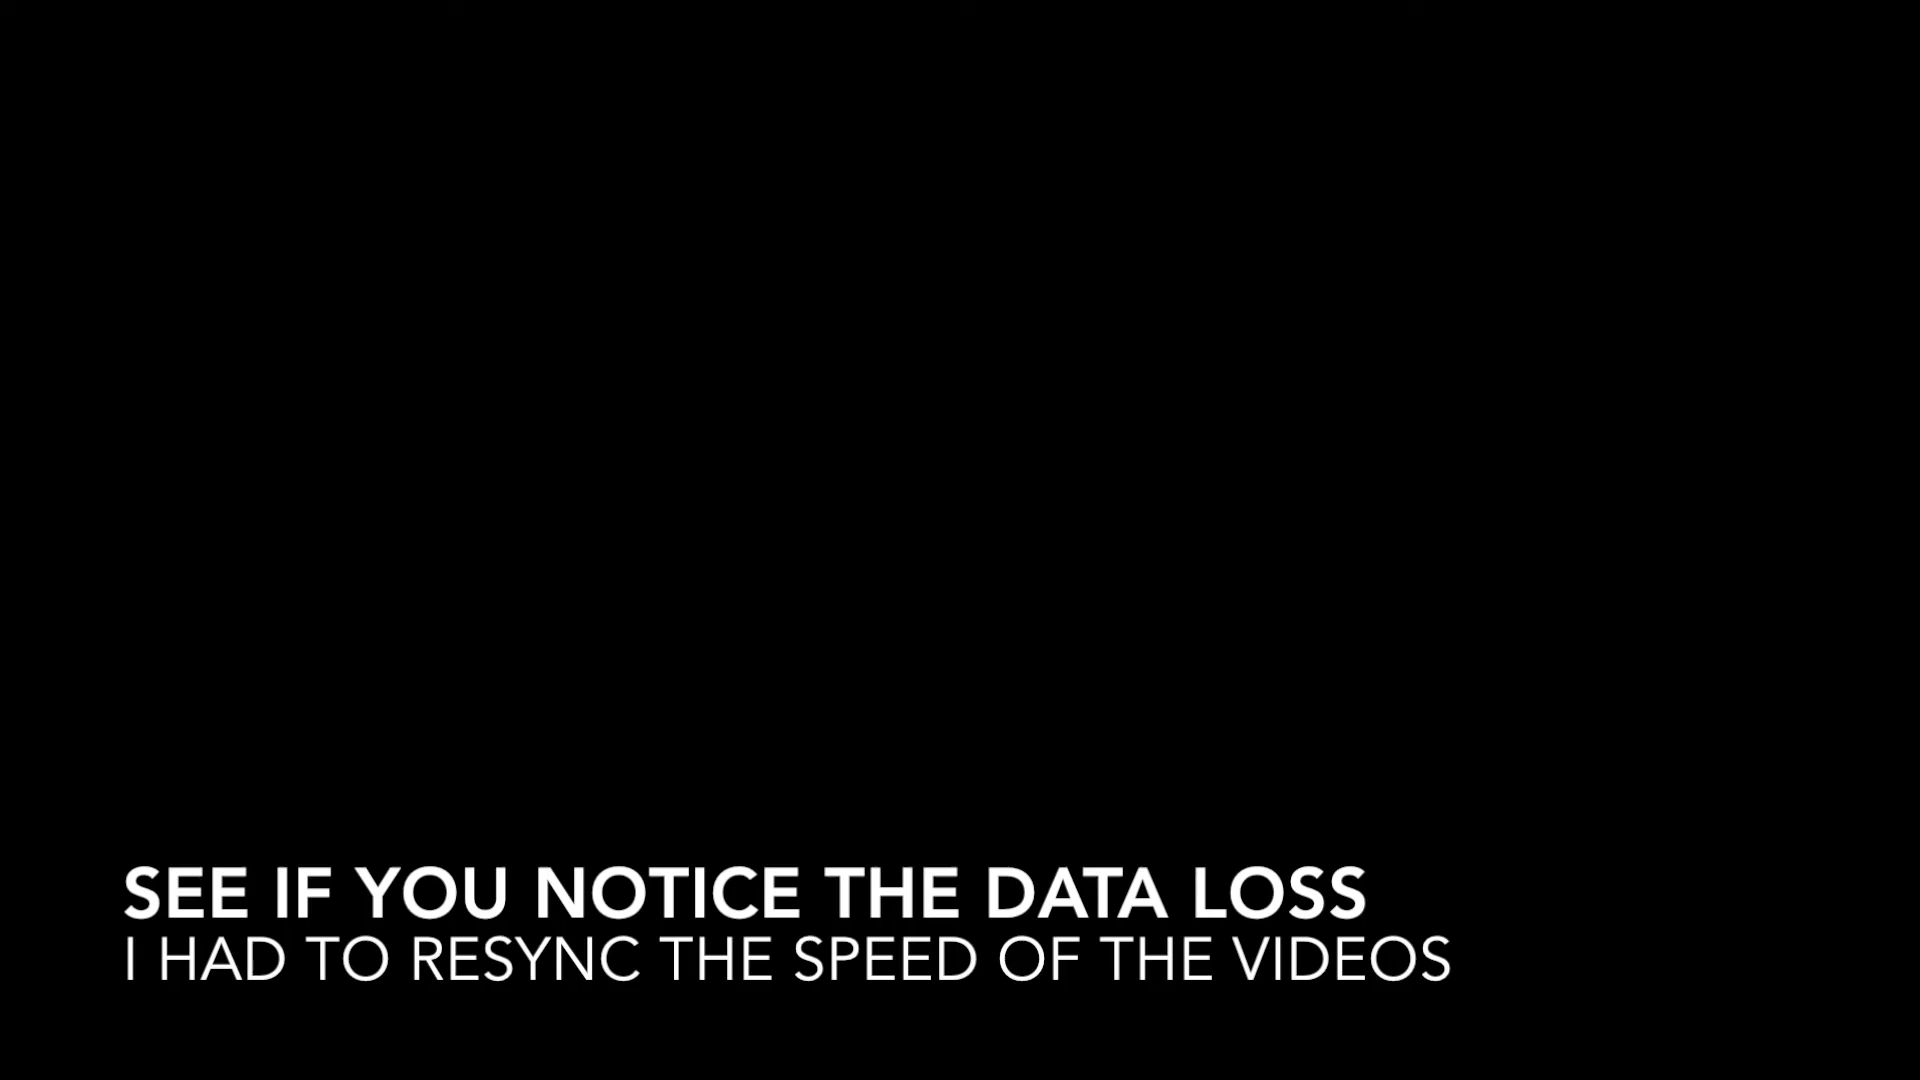 SEE IF YOU NOTICE THE DATA LOSS
I HAD TO RESYNC THE SPEED OF THE VIDEOS